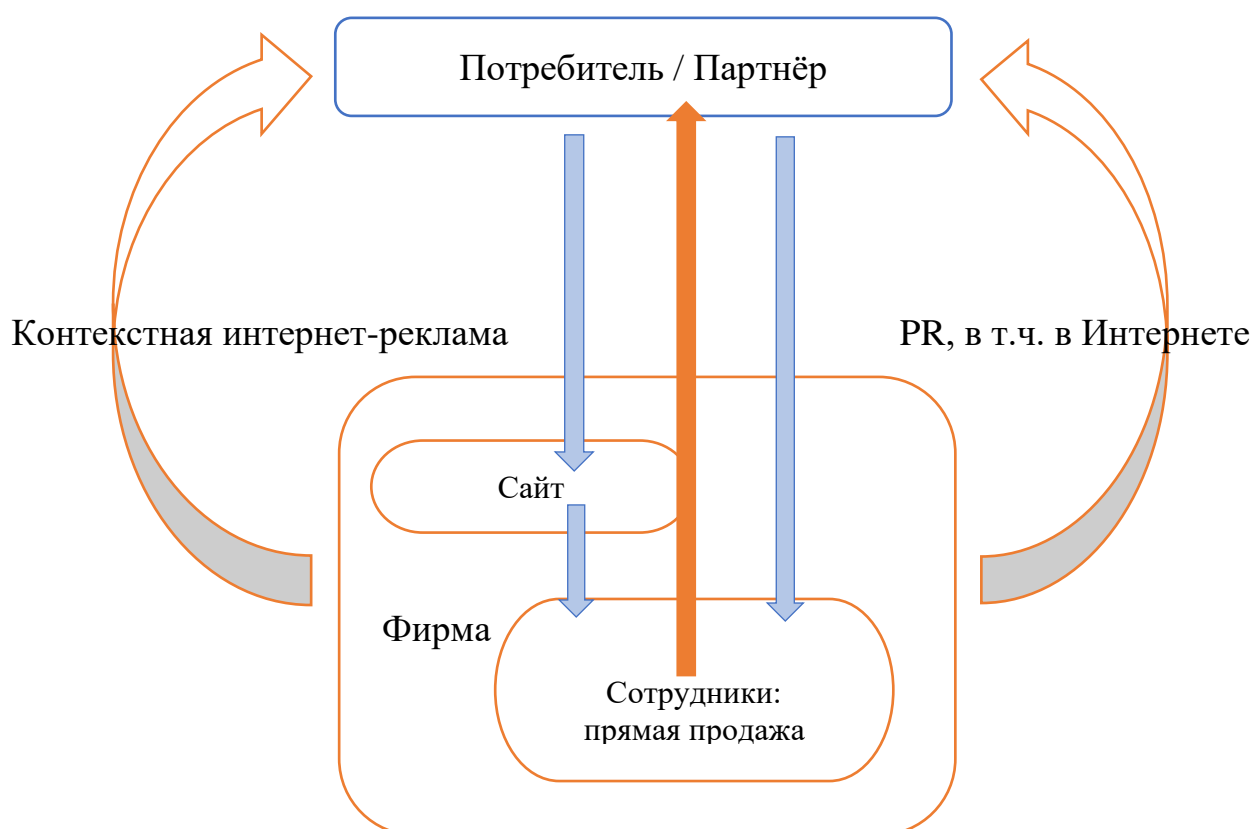 Потребитель / Партнёр
Контекстная интернет-реклама
PR, в т.ч. в Интернете
Сайт
Фирма
Сотрудники:
прямая продажа